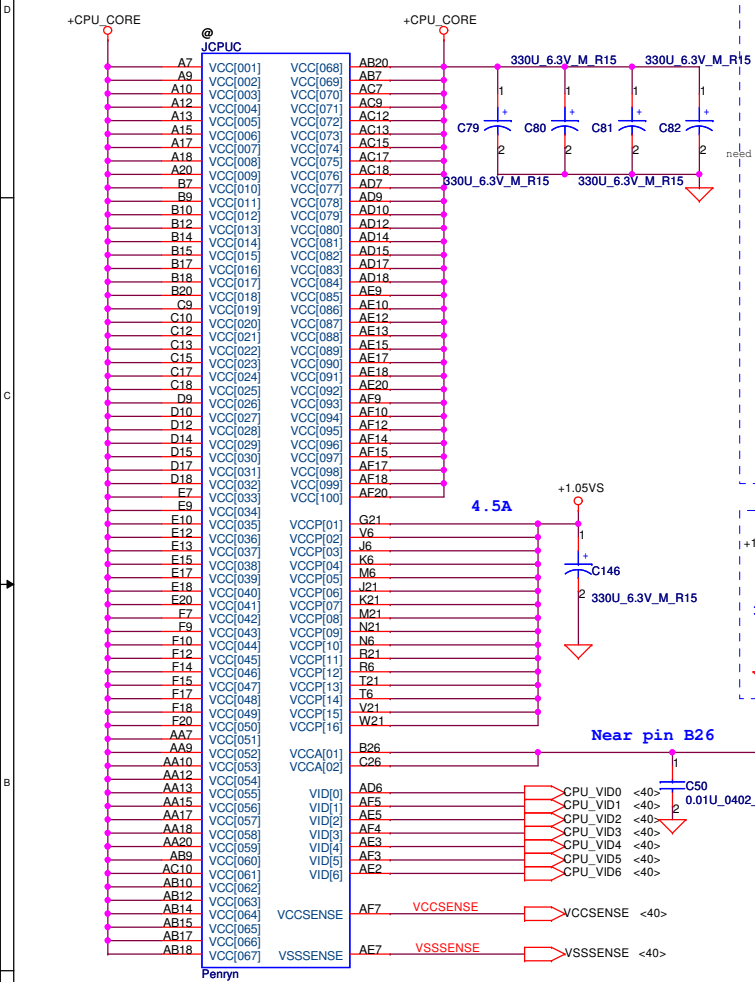 D
+CPU_CORE
+CPU_CORE
@
JCPUC
A7 VCC[001] VCC[068] AB20
A9 VCC[002] VCC[069] AB7
A10 VCC[003] VCC[070] AC7
A12 VCC[004] VCC[071] AC9
A13 VCC[005] VCC[072] AC12
A15 VCC[006] VCC[073] AC13
A17 VCC[007] VCC[074] AC15
A18 VCC[008] VCC[075] AC17
A20 VCC[009] VCC[076] AC18
B7 VCC[010] VCC[077] AD7
B9 VCC[011] VCC[078] AD9
B10 VCC[012] VCC[079] AD10
B12 VCC[013] VCC[080] AD12
B14 VCC[014] VCC[081] AD14
B15 VCC[015] VCC[082] AD15
B17 VCC[016] VCC[083] AD17
B18 VCC[017] VCC[084] AD18
B20 VCC[018] VCC[085] AE9
C9 VCC[019] VCC[086] AE10
C10 VCC[020] VCC[087] AE12
C12 VCC[021] VCC[088] AE13
C13 VCC[022] VCC[089] AE15
C15 VCC[023] VCC[090] AE17
C17 VCC[024] VCC[091] AE18
C18 VCC[025] VCC[092] AE20
D9 VCC[026] VCC[093] AF9
D10 VCC[027] VCC[094] AF10
D12 VCC[028] VCC[095] AF12
D14 VCC[029] VCC[096] AF14
D15 VCC[030] VCC[097] AF15
D17 VCC[031] VCC[098] AF17
D18 VCC[032] VCC[099] AF18
E7 VCC[033] VCC[100] AF20
E9 VCC[034]
E10 VCC[035] VCCP[01] G21
E12 VCC[036] VCCP[02] V6
E13 VCC[037] VCCP[03] J6
E15 VCC[038] VCCP[04] K6
E17 VCC[039] VCCP[05] M6
E18 VCC[040] VCCP[06] J21
E20 VCC[041] VCCP[07] K21
F7 VCC[042] VCCP[08] M21
F9 VCC[043] VCCP[09] N21
F10 VCC[044] VCCP[10] N6
F12 VCC[045] VCCP[11] R21
F14 VCC[046] VCCP[12] R6
F15 VCC[047] VCCP[13] T21
F17 VCC[048] VCCP[14] T6
F18 VCC[049] VCCP[15] V21
F20 VCC[050] VCCP[16] W21
AA7 VCC[051]
AA9 VCC[052] VCCA[01] B26
AA10 VCC[053] VCCA[02] C26
AA12 VCC[054]
AA13 VCC[055] VID[0] AD6 CPU_VID0 <40>
AA15 VCC[056] VID[1] AF5 CPU_VID1 <40>
AA17 VCC[057] VID[2] AE5 CPU_VID2 <40>
AA18 VCC[058] VID[3] AF4 CPU_VID3 <40>
AA20 VCC[059] VID[4] AE3 CPU_VID4 <40>
AB9 VCC[060] VID[5] AF3 CPU_VID5 <40>
AC10 VCC[061] VID[6] AE2 CPU_VID6 <40>
AB10 VCC[062]
AB12 VCC[063]
AB14 VCC[064] VCCSENSE AF7 VCCSENSE VCCSENSE <40>
AB15 VCC[065]
AB17 VCC[066]
AB18 VCC[067] VSSSENSE AE7 VSSSENSE VSSSENSE <40>
Penryn
330U_6.3V_M_R15 330U_6.3V_M_R15
1 1 1 1
+ + + +
C79 C80 C81 C82
2 2 2 2
need
330U_6.3V_M_R15 330U_6.3V_M_R15
C
+1.05VS
4.5A
1
+
C146
2
330U_6.3V_M_R15
Near pin B26
1
C50
0.01U_0402_
2
B